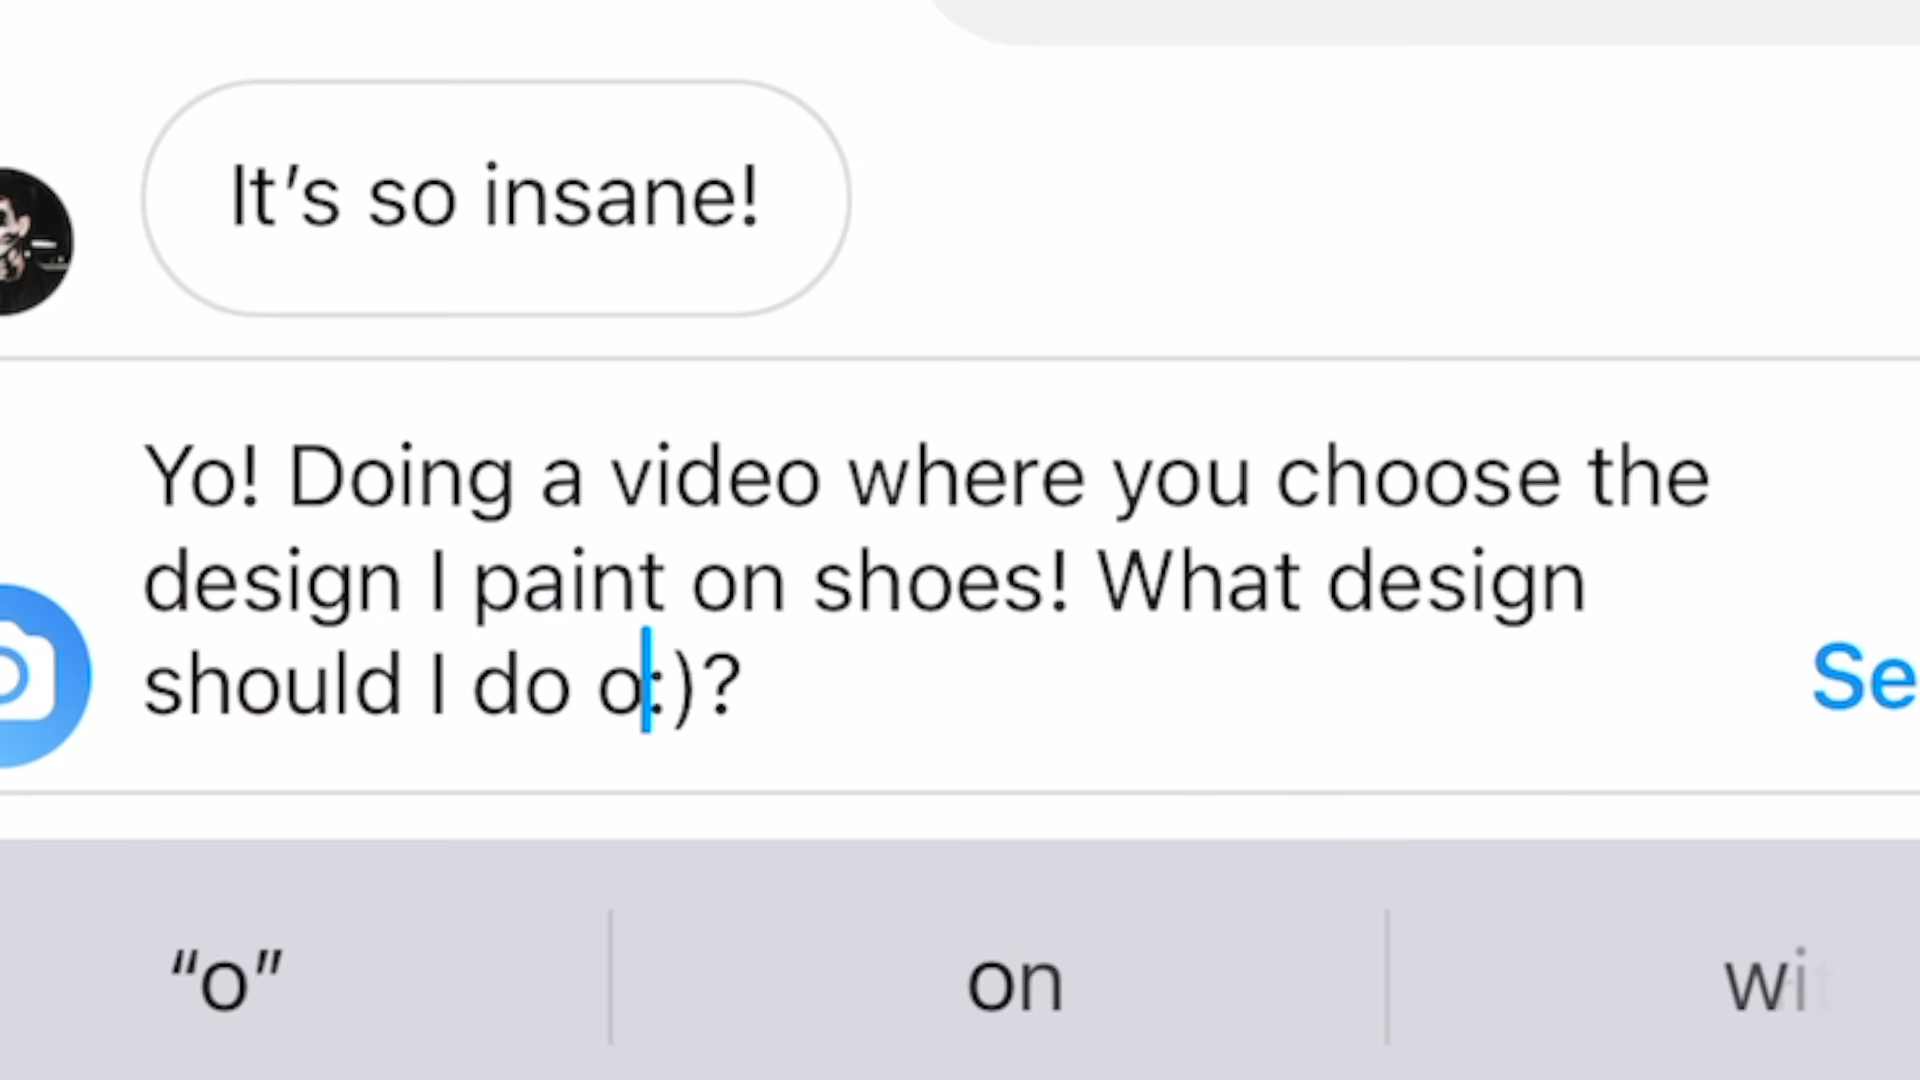 It’s so insane!
Yo! Doing a video where you choose the
design I paint on shoes! What design
should I do o:)?
Se
“o”
on
wit